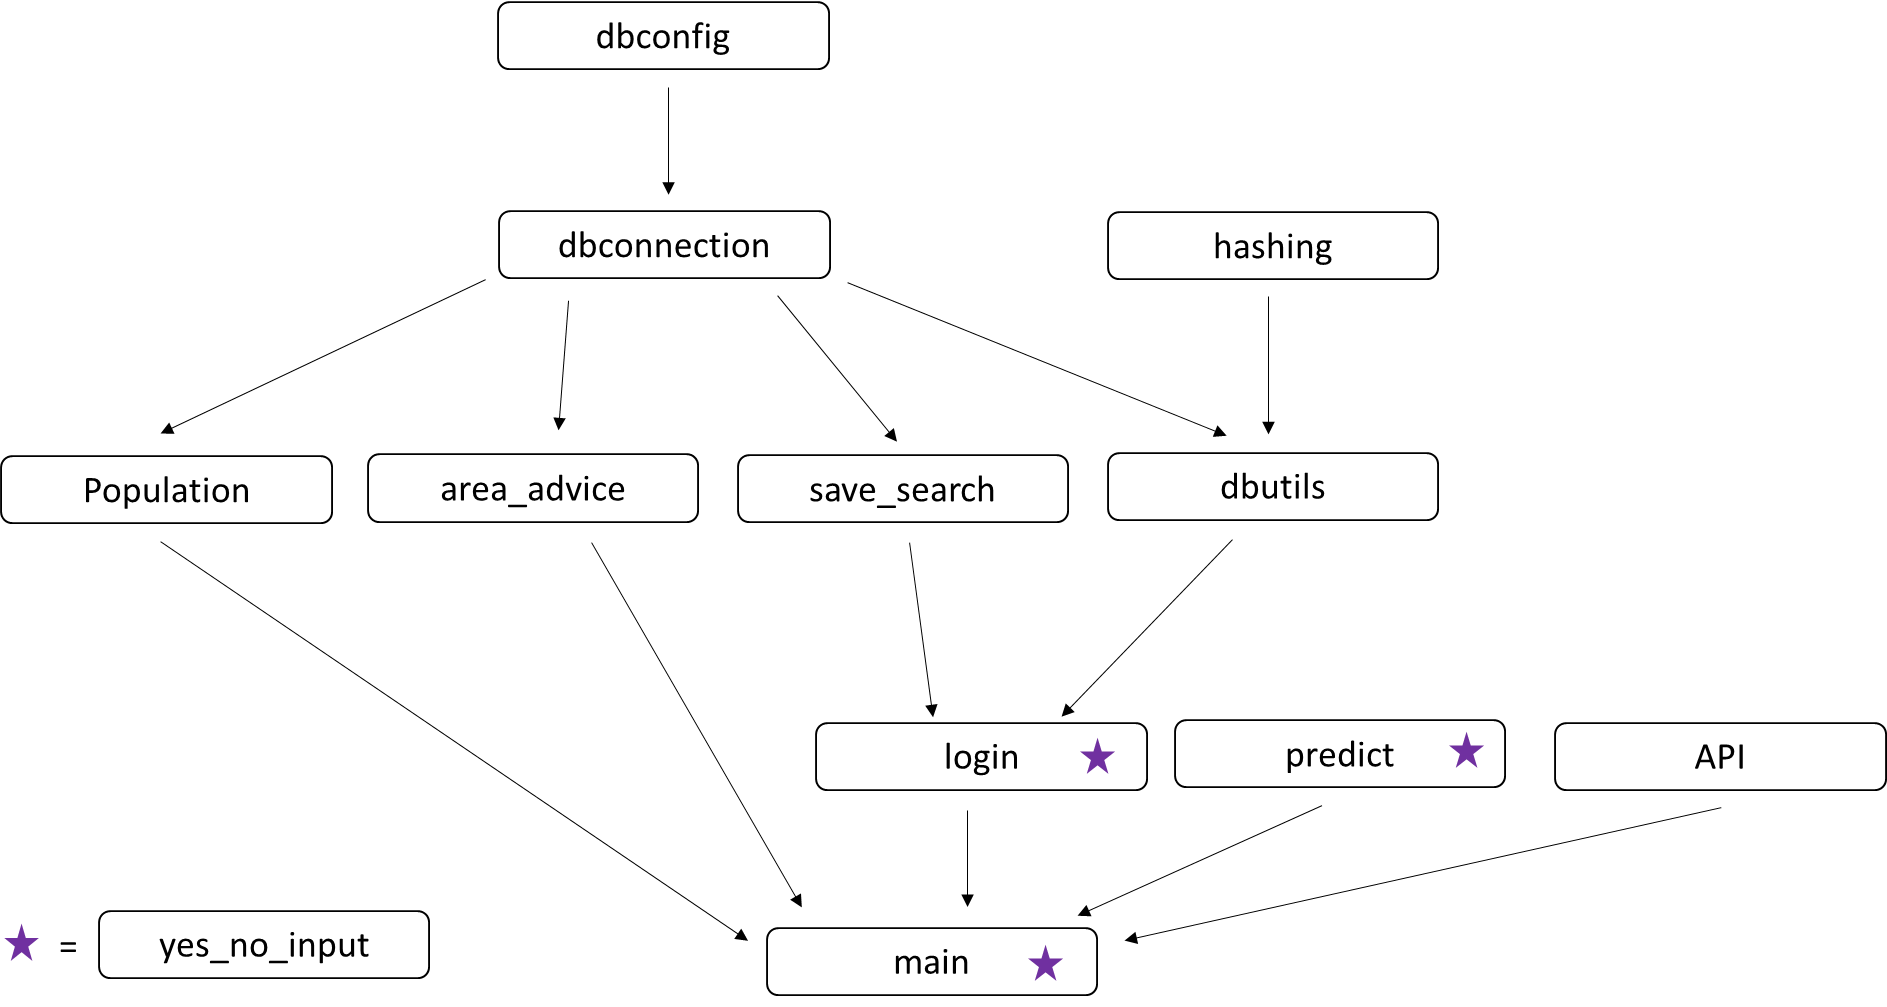 dbconfig
dbconnection
hashing
Population
area_advice
save_search
dbutils
login
predict
API
= yes_no_input
main